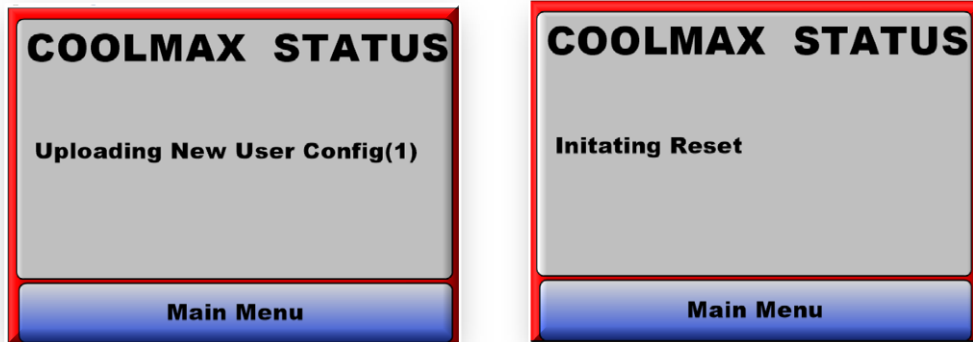 COOLMAX STATUS
Uploading New User Config(1)
Main Menu
COOLMAX STATUS
Initating Reset
Main Menu